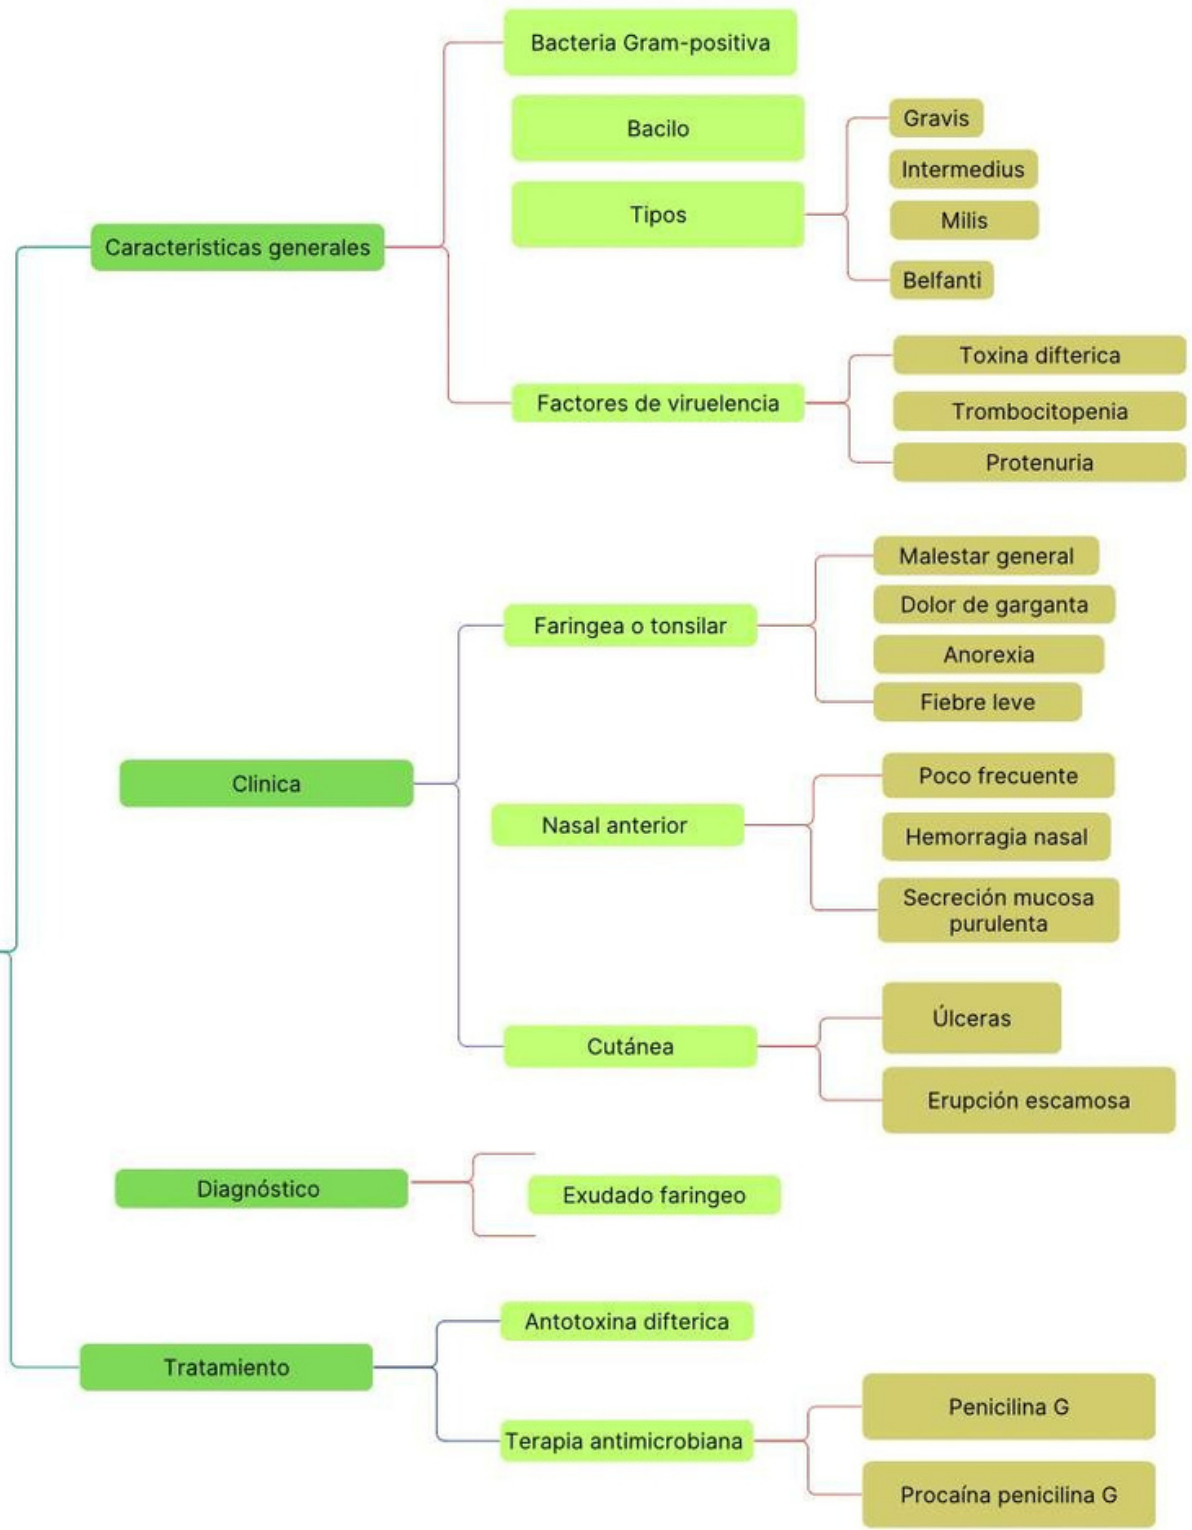 Caracteristicas generales
Bacteria Gram-positiva
Bacilo
Tipos
Gravis
Intermedius
Milis
Belfanti
Factores de viruelencia
Toxina difterica
Trombocitopenia
Protenuria
Clinica
Faringea o tonsilar
Malestar general
Dolor de garganta
Anorexia
Fiebre leve
Nasal anterior
Poco frecuente
Hemorragia nasal
Secreción mucosa
purulenta
Cutánea
Úlceras
Erupción escamosa
Diagnóstico
Exudado faringeo
Tratamiento
Antotoxina difterica
Terapia antimicrobiana
Penicilina G
Procaína penicilina G